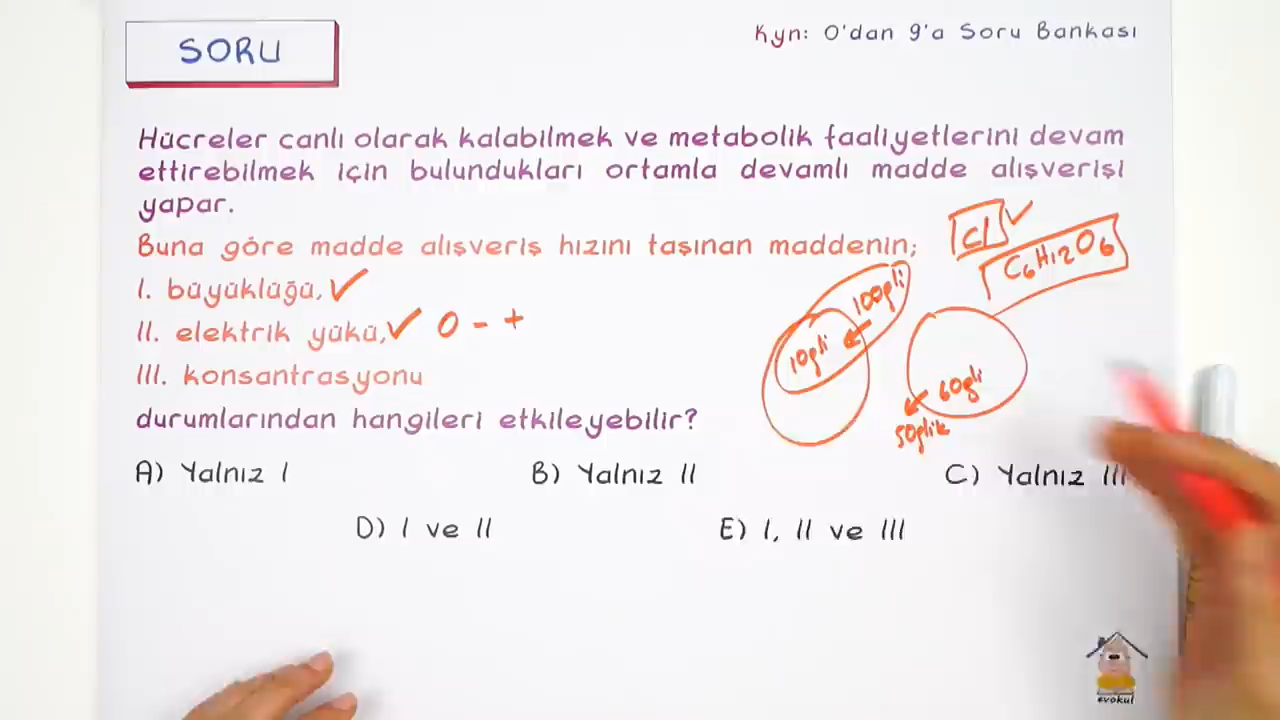 SORU
Kyn: 0'dan 9'a Soru Bankası
Hücreler canlı olarak kalabilmek ve metabolik faaliyetlerini devam
ettirebilmek için bulundukları ortamla devamlı madde alışverişi
yapar.
Buna göre madde alışveriş hızını taşınan maddenin;
Cl
C6H12O6
I. büyüklüğü,
100gli
II. elektrik yükü, 0 - +
10gli
III. konsantrasyonu
60gli
durumlarından hangileri etkileyebilir?
50glik
A) Yalnız I
B) Yalnız II
C) Yalnız III
D) I ve II
E) I, II ve III
evokul